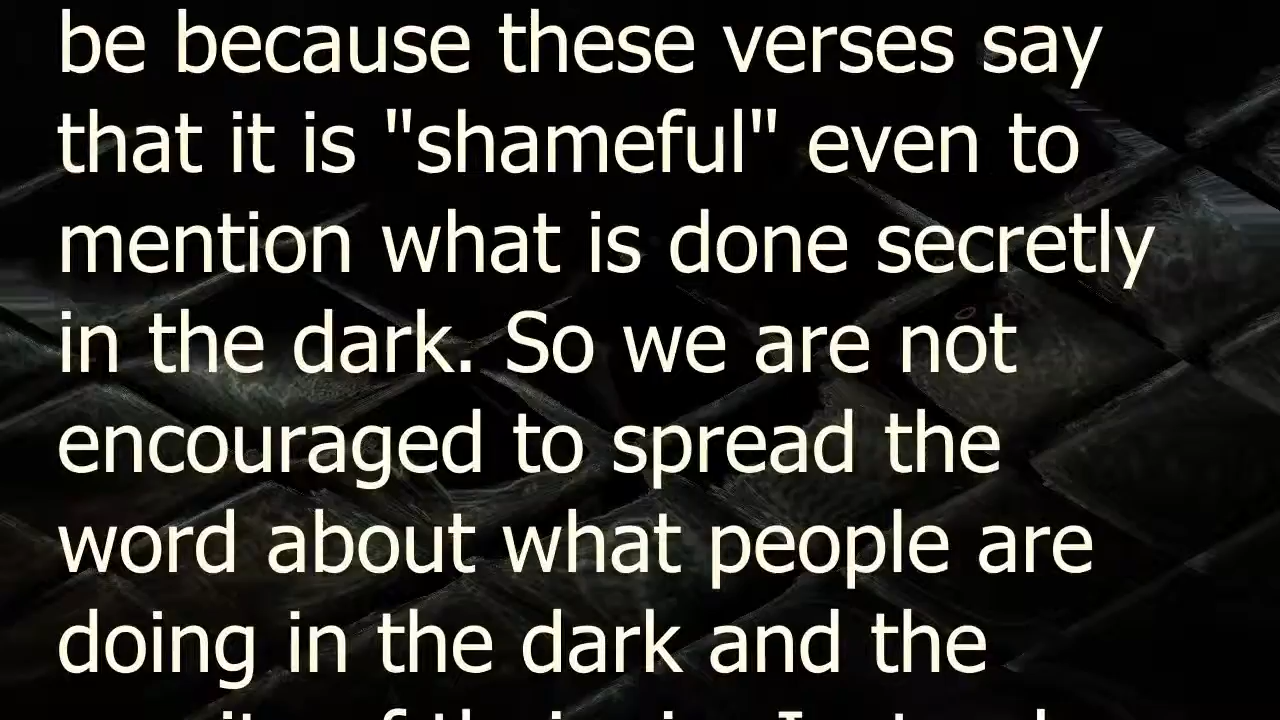 be because these verses say
that it is "shameful" even to
mention what is done secretly
in the dark. So we are not
encouraged to spread the
word about what people are
doing in the dark and the